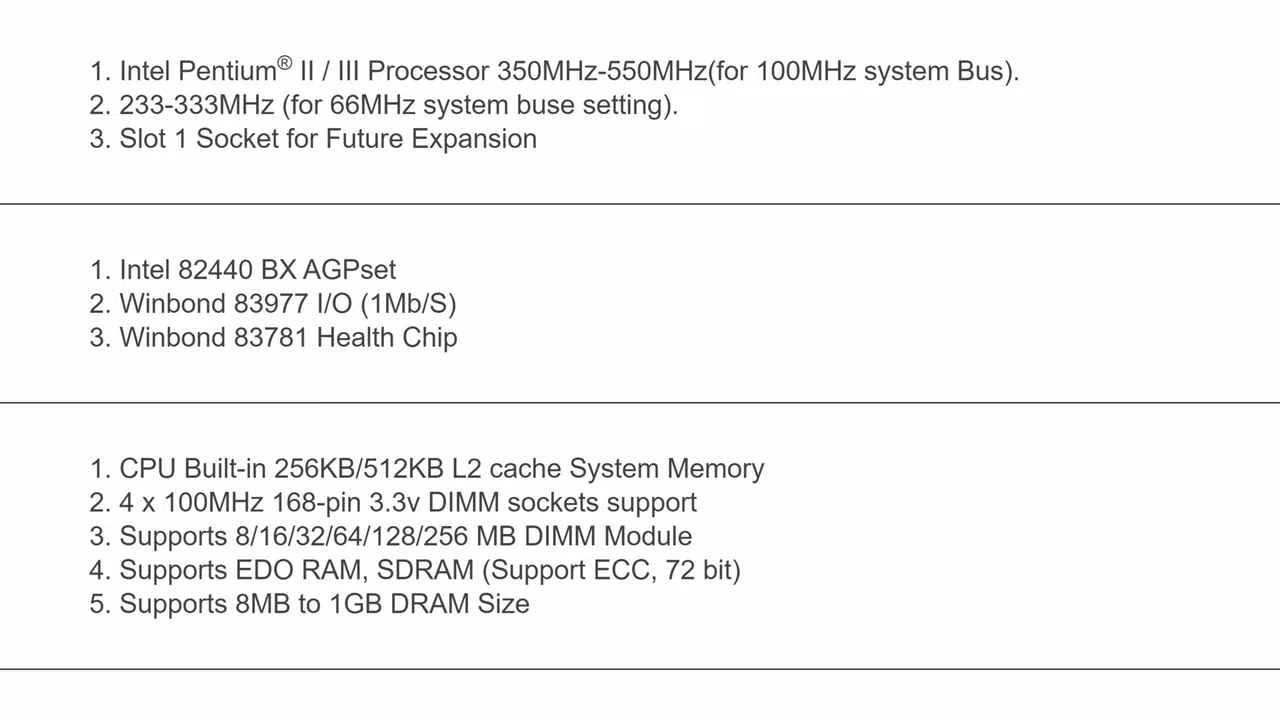 1. Intel Pentium® II / III Processor 350MHz-550MHz(for 100MHz system Bus).
2. 233-333MHz (for 66MHz system buse setting).
3. Slot 1 Socket for Future Expansion
1. Intel 82440 BX AGPset
2. Winbond 83977 I/O (1Mb/S)
3. Winbond 83781 Health Chip
1. CPU Built-in 256KB/512KB L2 cache System Memory
2. 4 x 100MHz 168-pin 3.3v DIMM sockets support
3. Supports 8/16/32/64/128/256 MB DIMM Module
4. Supports EDO RAM, SDRAM (Support ECC, 72 bit)
5. Supports 8MB to 1GB DRAM Size